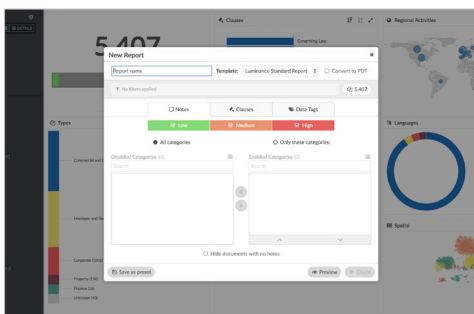 DETAILS
Clauses
Regional Activities
5,407
Governing Law
New Report
Report name
Template: Luminance Standard Report
Convert to PDF
No filters applied
5,407
Notes
Clauses
Data Tags
Types
Languages
Low
Medium
High
All categories
Only these categories:
Disabled Categories (0)
Enabled Categories (0)
Search
Search
Spatial
Hide documents with no notes
Save as preset
Preview
Create